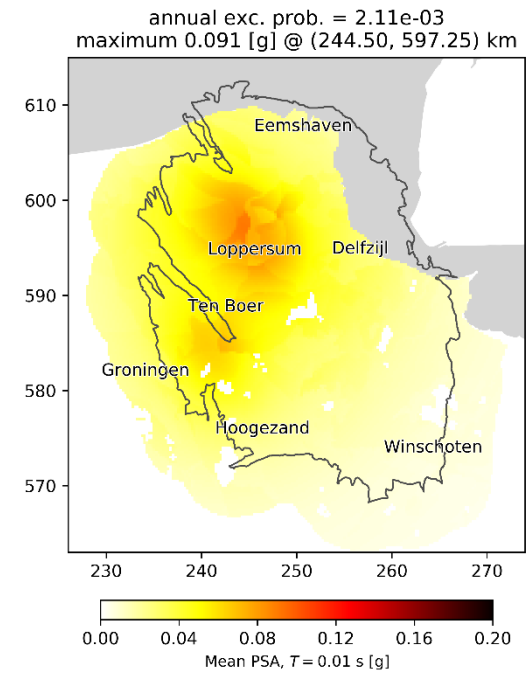 annual exc. prob. = 2.11e-03
maximum 0.091 [g] @ (244.50, 597.25) km
610
Eemshaven
600
Loppersum
Delfzijl
590
Ten Boer
Groningen
580
Hoogezand
Winschoten
570
230 240 250 260 270
0.00 0.04 0.08 0.12 0.16 0.20
Mean PSA, T = 0.01 s [g]